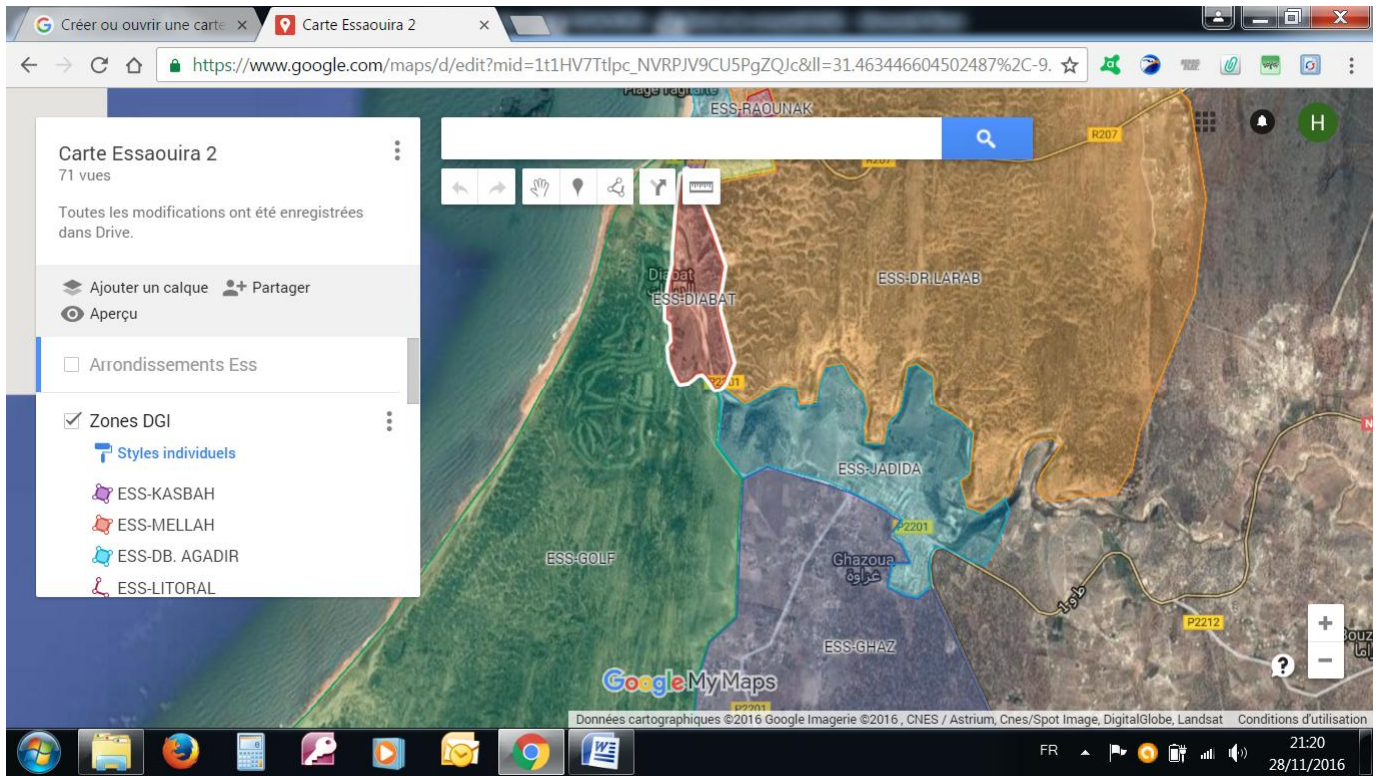 Créer ou ouvrir une carte
Carte Essaouira 2
https://www.google.com/maps/d/edit?mid=1t1HV7Ttlpc_NVRPJV9CU5PgZQJc&ll=31.463446604502487%2C-9.
Carte Essaouira 2
71 vues
Toutes les modifications ont été enregistrées
dans Drive.
Ajouter un calque
Partager
Aperçu
Arrondissements Ess
Zones DGI
Styles individuels
ESS-KASBAH
ESS-MELLAH
ESS-DB. AGADIR
ESS-LITORAL
ESS-RAOUNAK
R207
R207
H
Diabat
ESS-DIABAT
ESS-DR LARAB
P2201
ESS-JADIDA
P2201
ESS-GOLF
Ghazoua
غزاوة
ESS-GHAZ
P2212
P2201
Google My Maps
Données cartographiques ©2016 Google Imagerie ©2016 , CNES / Astrium, Cnes/Spot Image, DigitalGlobe, Landsat
Conditions d'utilisation
FR
21:20
28/11/2016